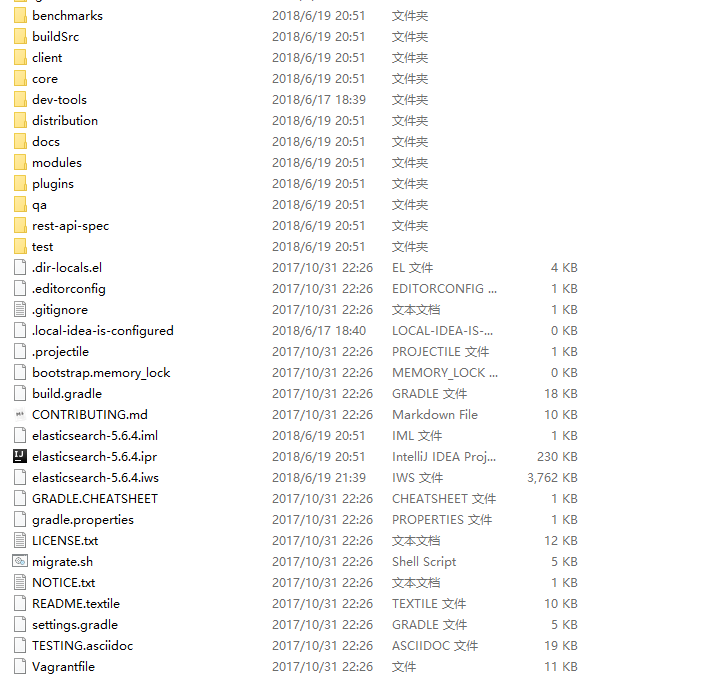 benchmarks 2018/6/19 20:51 文件夹
buildSrc 2018/6/19 20:51 文件夹
client 2018/6/19 20:51 文件夹
core 2018/6/19 20:51 文件夹
dev-tools 2018/6/17 18:39 文件夹
distribution 2018/6/19 20:51 文件夹
docs 2018/6/19 20:51 文件夹
modules 2018/6/19 20:51 文件夹
plugins 2018/6/19 20:51 文件夹
qa 2018/6/19 20:51 文件夹
rest-api-spec 2018/6/19 20:51 文件夹
test 2018/6/19 20:51 文件夹
.dir-locals.el 2017/10/31 22:26 EL 文件 4 KB
.editorconfig 2017/10/31 22:26 EDITORCONFIG ... 1 KB
.gitignore 2017/10/31 22:26 文本文档 1 KB
.local-idea-is-configured 2018/6/17 18:40 LOCAL-IDEA-IS-... 0 KB
.projectile 2017/10/31 22:26 PROJECTILE 文件 1 KB
bootstrap.memory_lock 2017/10/31 22:26 MEMORY_LOCK ... 0 KB
build.gradle 2017/10/31 22:26 GRADLE 文件 18 KB
CONTRIBUTING.md 2017/10/31 22:26 Markdown File 10 KB
elasticsearch-5.6.4.iml 2018/6/19 20:51 IML 文件 1 KB
elasticsearch-5.6.4.ipr 2018/6/19 20:51 IntelliJ IDEA Proj... 230 KB
elasticsearch-5.6.4.iws 2018/6/19 21:39 IWS 文件 3,762 KB
GRADLE.CHEATSHEET 2017/10/31 22:26 CHEATSHEET 文件 1 KB
gradle.properties 2017/10/31 22:26 PROPERTIES 文件 1 KB
LICENSE.txt 2017/10/31 22:26 文本文档 12 KB
migrate.sh 2017/10/31 22:26 Shell Script 5 KB
NOTICE.txt 2017/10/31 22:26 文本文档 1 KB
README.textile 2017/10/31 22:26 TEXTILE 文件 10 KB
settings.gradle 2017/10/31 22:26 GRADLE 文件 5 KB
TESTING.asciidoc 2017/10/31 22:26 ASCIIDOC 文件 19 KB
Vagrantfile 2017/10/31 22:26 文件 11 KB